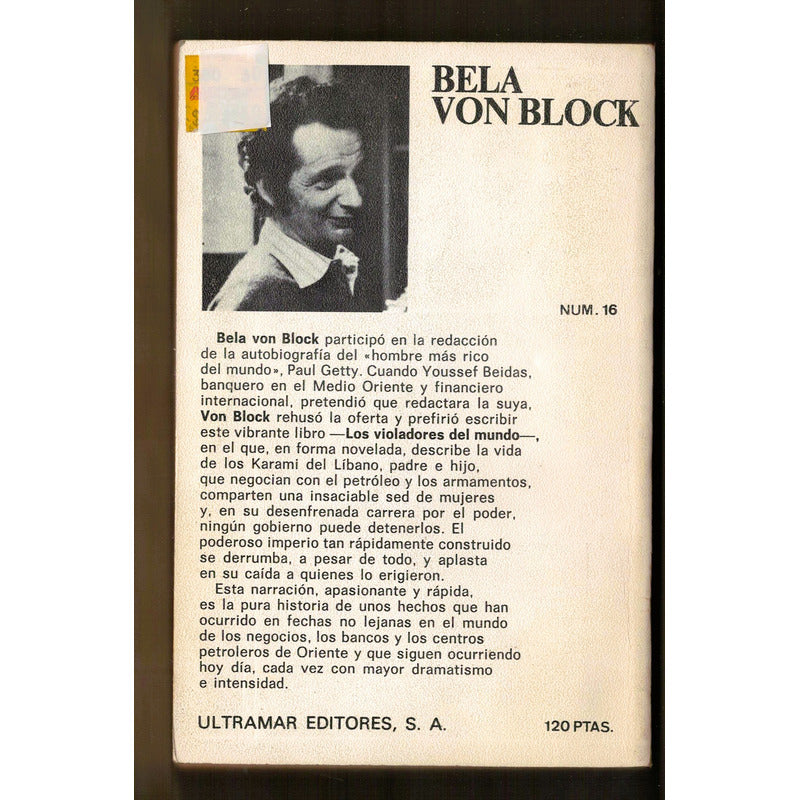 BELA
VON BLOCK
NUM. 16
Bela von Block participó en la redacción
de la autobiografía del «hombre más rico
del mundo», Paul Getty. Cuando Youssef Beidas,
banquero en el Medio Oriente y financiero
internacional, pretendió que redactara la suya,
Von Block rehusó la oferta y prefirió escribir
este vibrante libro —Los violadores del mundo—,
en el que, en forma novelada, describe la vida
de los Karami del Líbano, padre e hijo,
que negocian con el petróleo y los armamentos,
comparten una insaciable sed de mujeres
y, en su desenfrenada carrera por el poder,
ningún gobierno puede detenerlos. El
poderoso imperio tan rápidamente construido
se derrumba, a pesar de todo, y aplasta
en su caída a quienes lo erigieron.
Esta narración, apasionante y rápida,
es la pura historia de unos hechos que han
ocurrido en fechas no lejanas en el mundo
de los negocios, los bancos y los centros
petroleros de Oriente y que siguen ocurriendo
hoy día, cada vez con mayor dramatismo
e intensidad.
ULTRAMAR EDITORES, S. A.
120 PTAS.